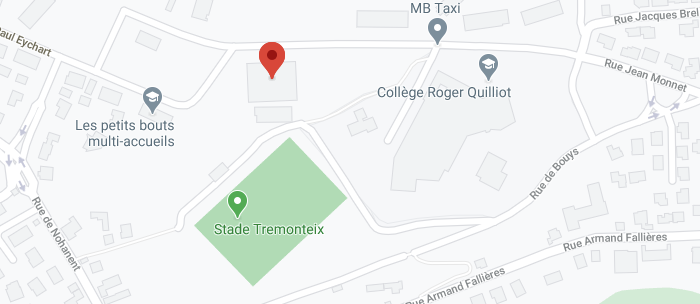 MB Taxi
Rue Jacques Brel
Paul Eychart
Rue Jean Monnet
Collège Roger Quilliot
Les petits bouts
multi-accueils
Rue de Bouys
Rue de Nohanent
Stade Tremonteix
Rue Armand Fallières
Rue Armand Fallières